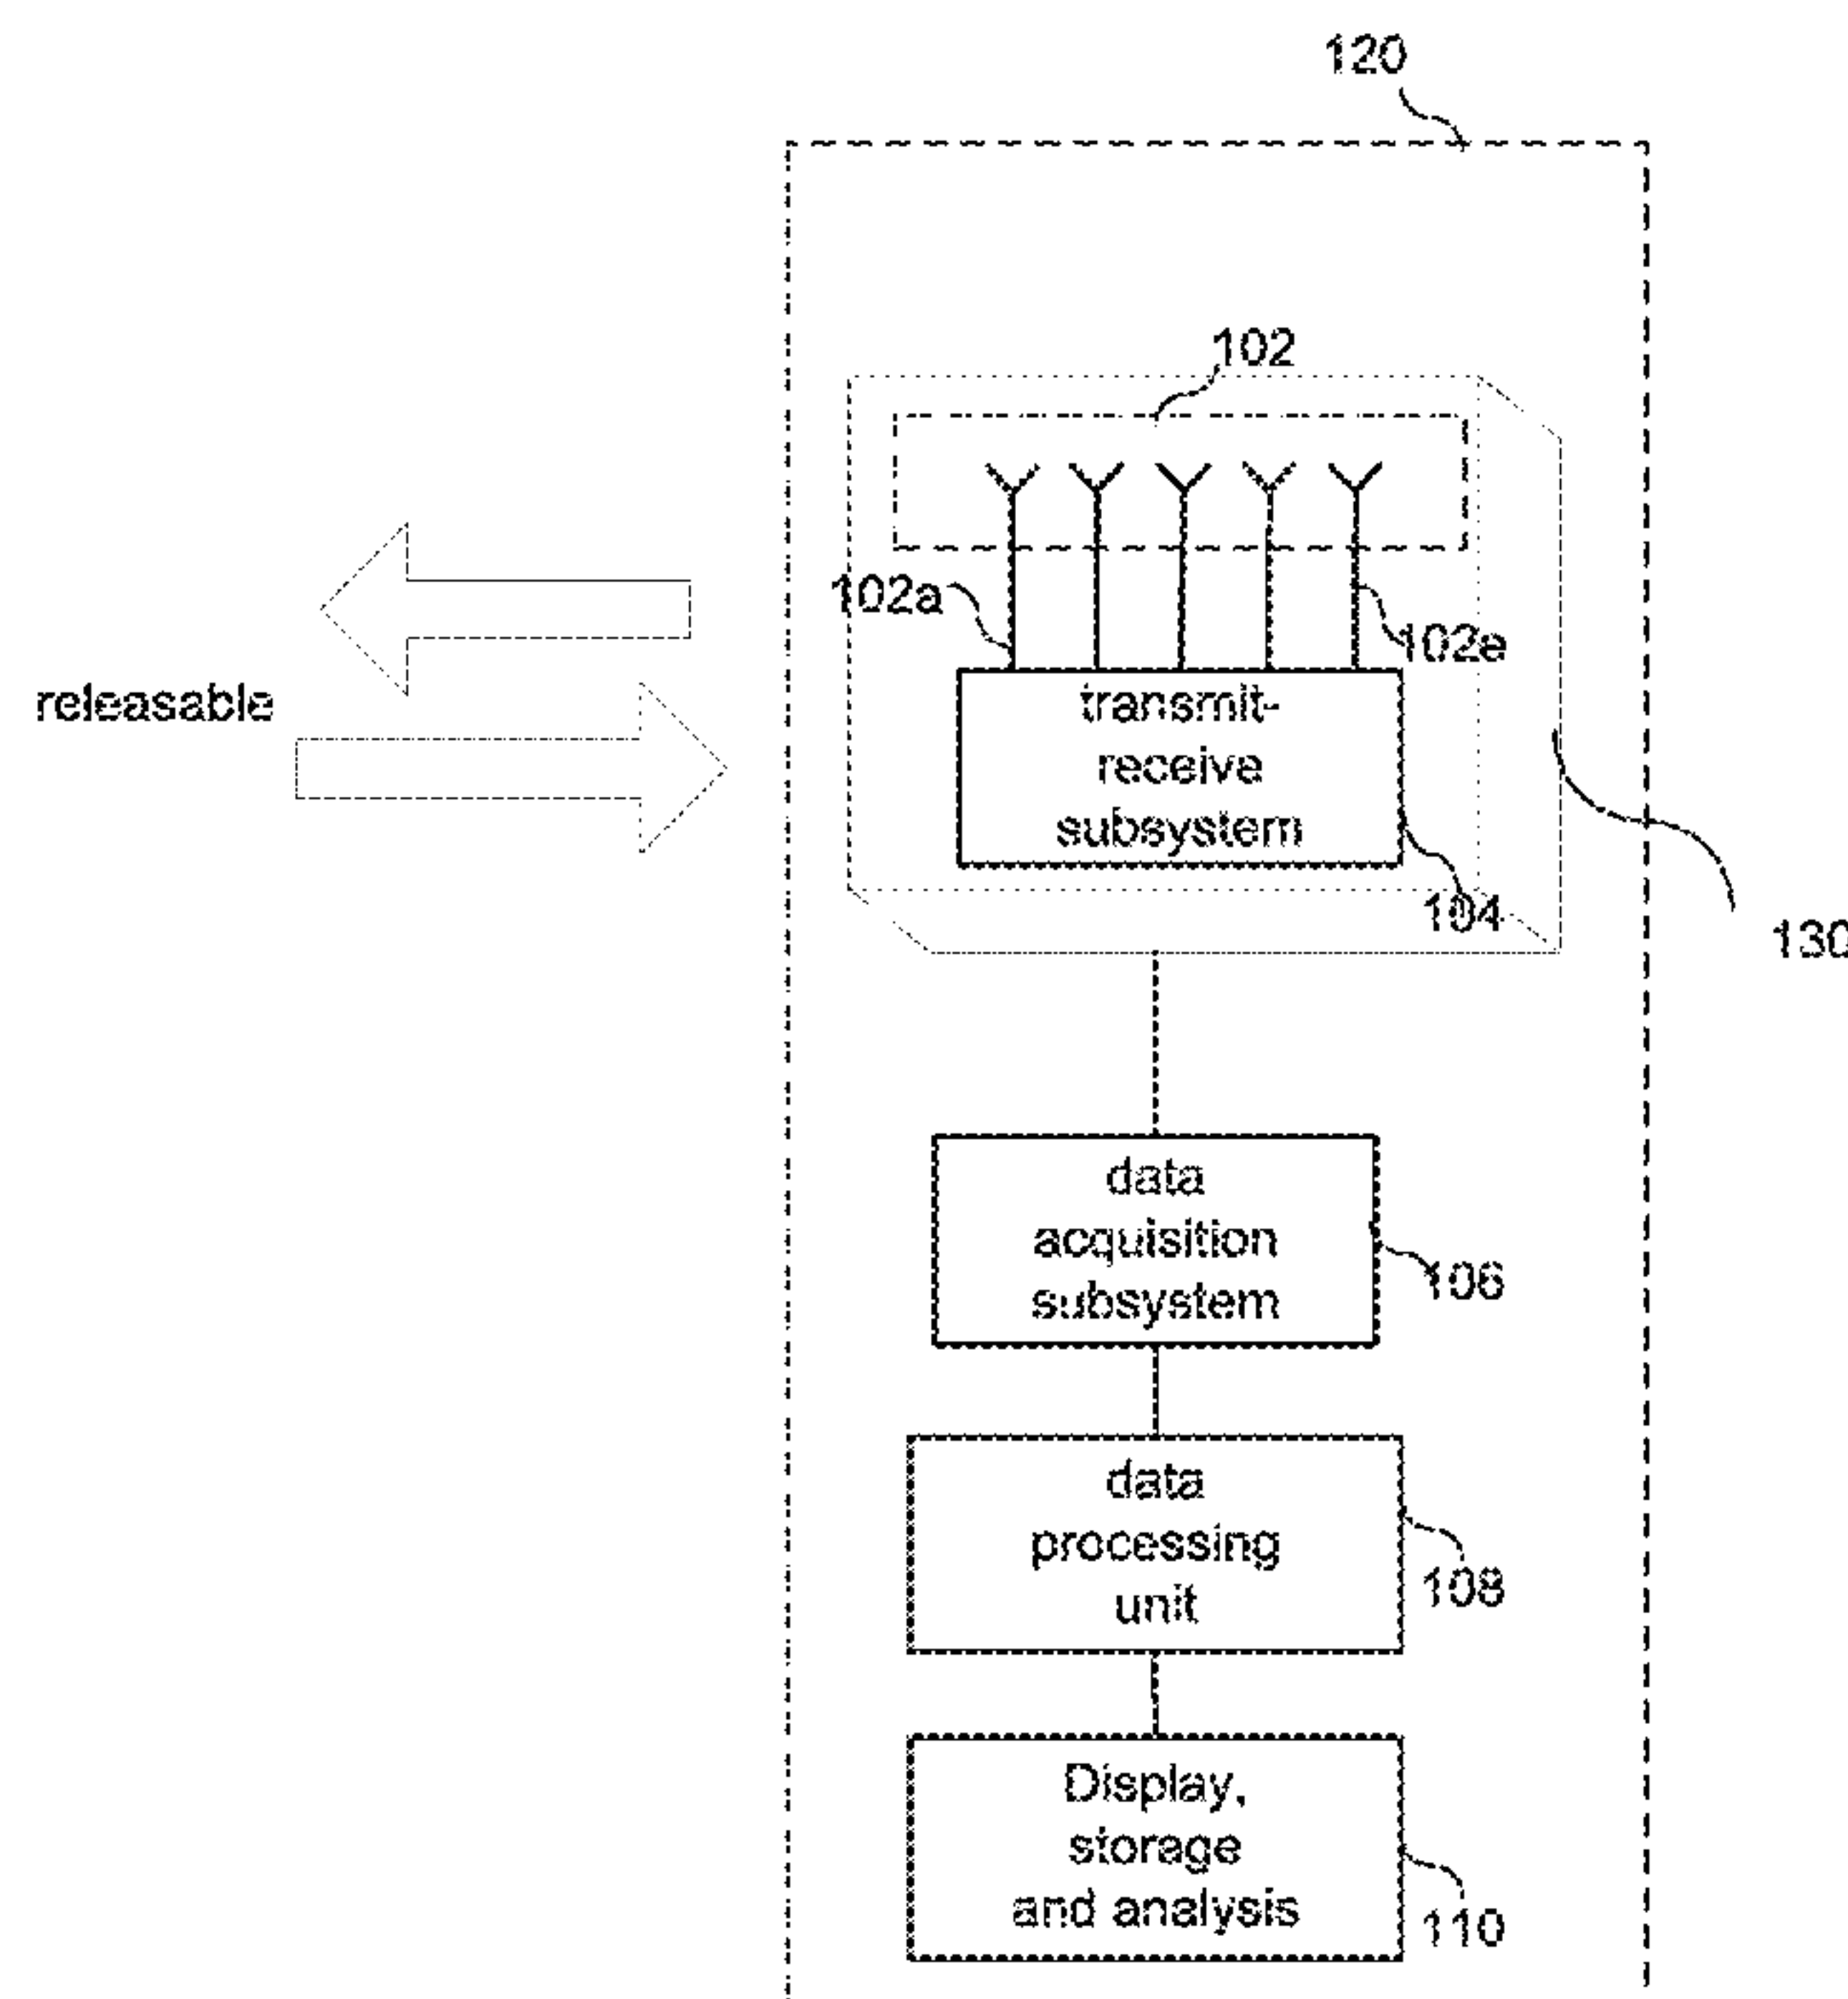 120
102
102a
102e
releasable
transmit-
receive
subsystem
104
130
data
acquisition
subsystem
106
data
processing
unit
108
Display,
storage
and analysis
110